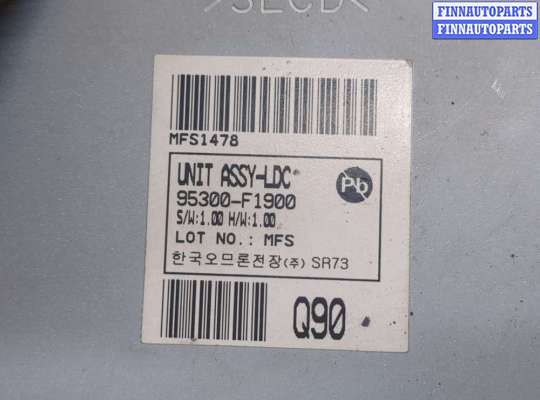 >SECD<
FINNAUTOPARTS
FINNAUTOPARTS
MFS1478
UNIT ASSY-LDC
Pb
95300-F1900
S/W:1.00 H/W:1.00
LOT NO.: MFS
한국오므론전장(주) SR73
Q90